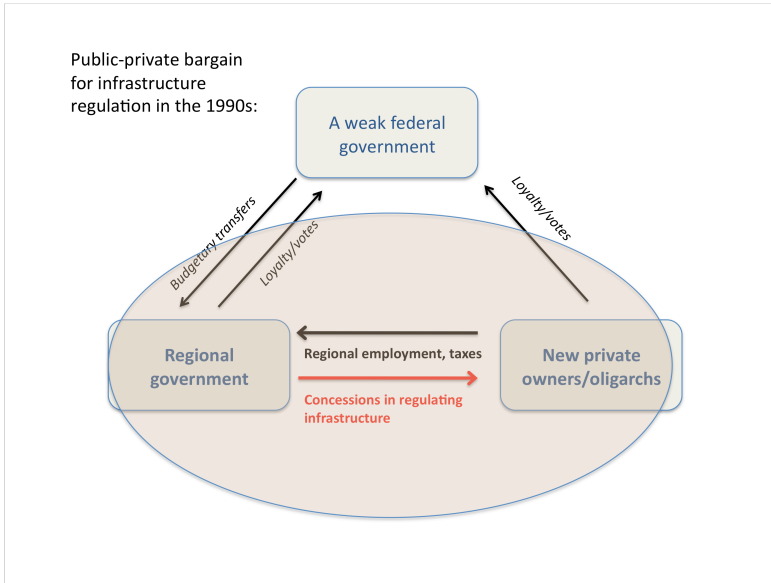 Public-private bargain
for infrastructure
regulation in the 1990s:
A weak federal
government
Budgetary transfers
Loyalty/votes
Loyalty/votes
Regional
government
Regional employment, taxes
Concessions in regulating
infrastructure
New private
owners/oligarchs